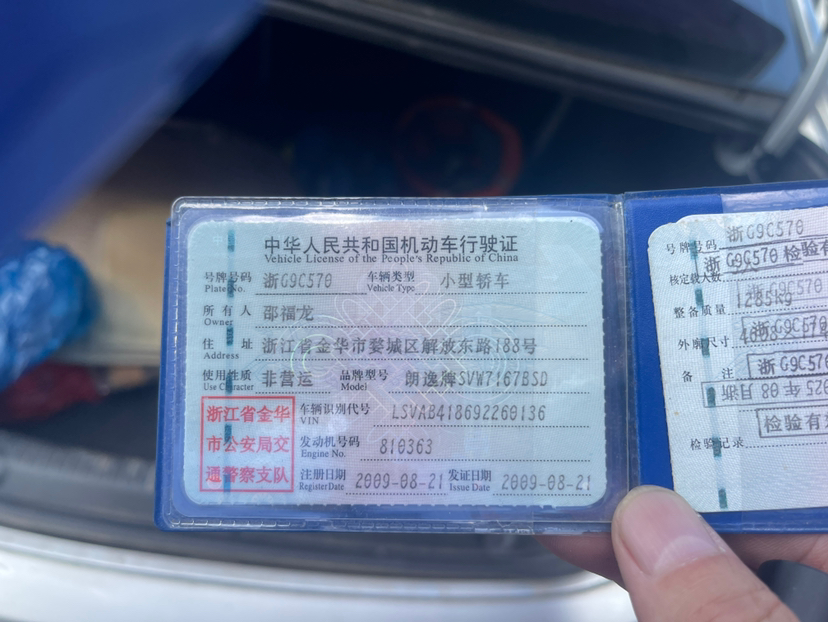 中华人民共和国机动车行驶证
Vehicle License of the People's Republic of China
号牌号码 浙G9C570 车辆类型 小型轿车
Plate No. Vehicle Type
所有人 邵福龙
Owner
住址 浙江省金华市婺城区解放东路188号
Address
使用性质 非营运 品牌型号 朗逸牌SVW7167BSD
Use Character Model
浙江省金华
市公安局交
通警察支队
车辆识别代号 LSVAB418692260136
VIN
发动机号码 810363
Engine No.
注册日期 2009-08-21 发证日期 2009-08-21
Register Date Issue Date
号牌号码 浙G9C570
浙G9C570 检验有
核定载人数
浙G9C570
整备质量 1285kg
外廓尺寸
浙G9C570
备注 浙G9C570
检验有
检验记录